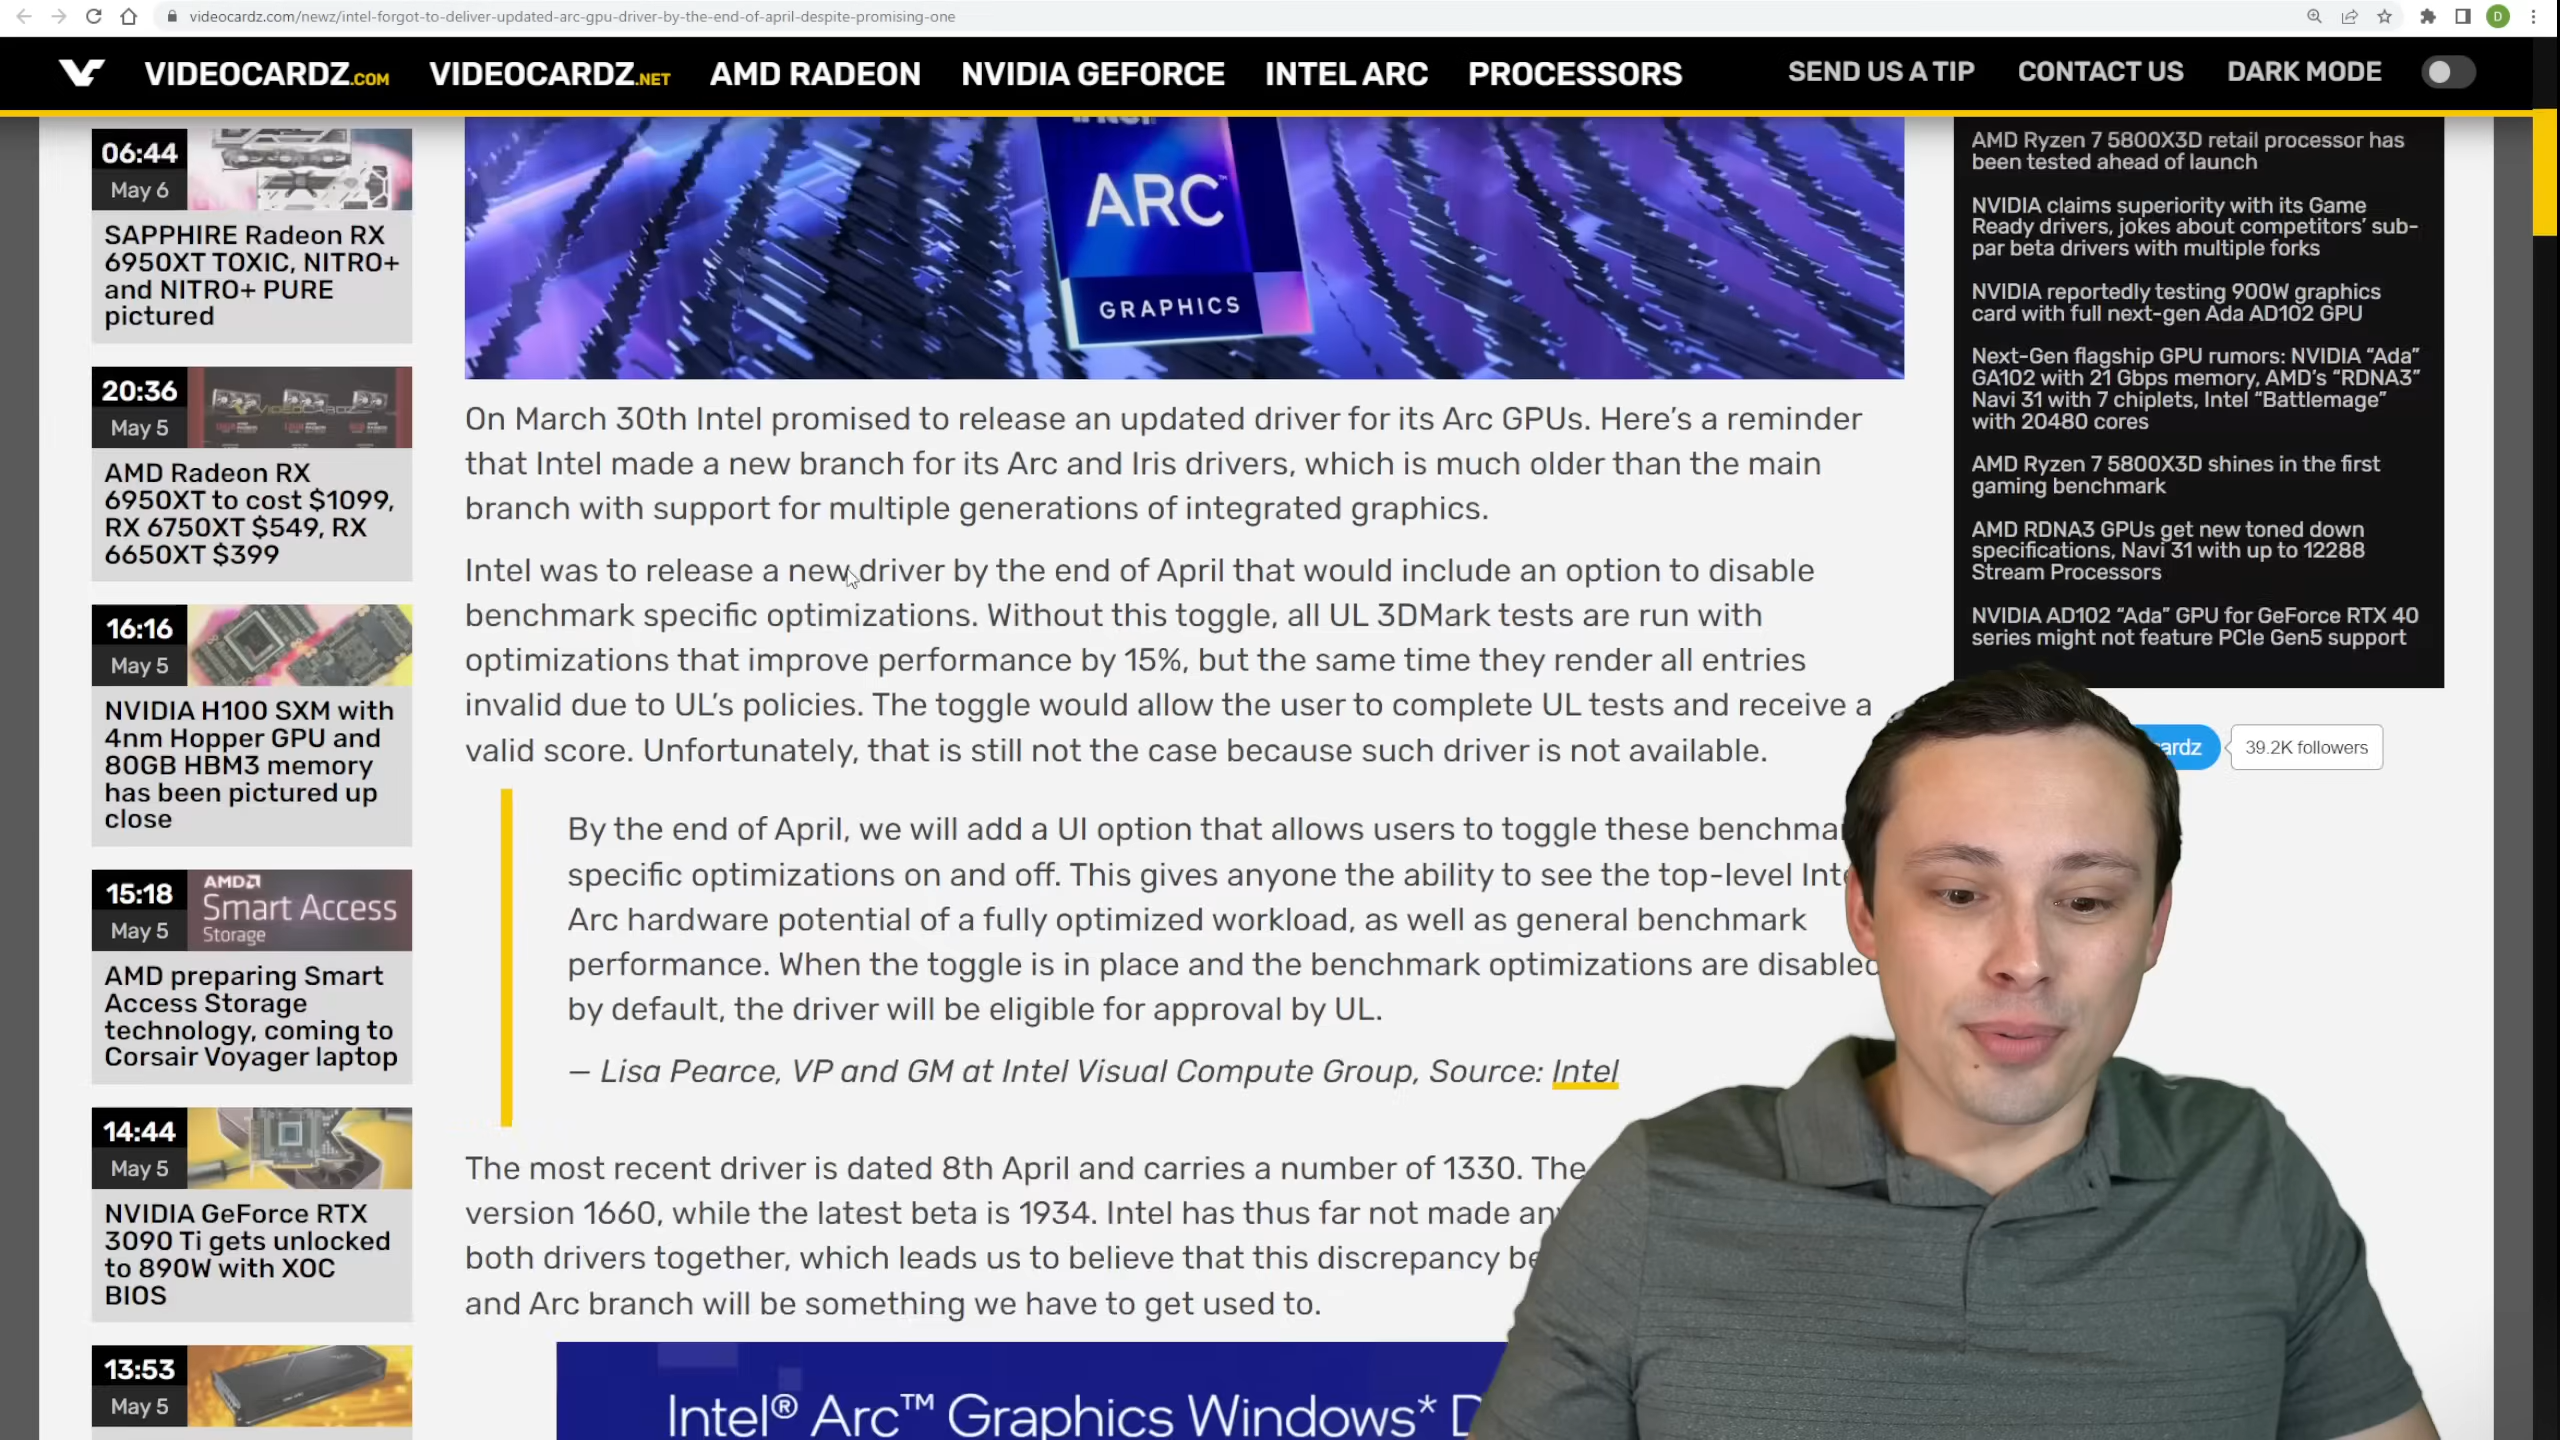 videocardz.com/newz/intel-forgot-to-deliver-updated-arc-gpu-driver-by-the-end-of-april-despite-promising-one
D
VIDEOCARDZ.COM
VIDEOCARDZ.NET
AMD RADEON
NVIDIA GEFORCE
INTEL ARC
PROCESSORS
SEND US A TIP
CONTACT US
DARK MODE
06:44
May 6
SAPPHIRE Radeon RX
6950XT TOXIC, NITRO+
and NITRO+ PURE
pictured
20:36
May 5
AMD Radeon RX
6950XT to cost $1099,
RX 6750XT $549, RX
6650XT $399
16:16
May 5
NVIDIA H100 SXM with
4nm Hopper GPU and
80GB HBM3 memory
has been pictured up
close
15:18
May 5
AMD
Smart Access
Storage
AMD preparing Smart
Access Storage
technology, coming to
Corsair Voyager laptop
14:44
May 5
NVIDIA GeForce RTX
3090 Ti gets unlocked
to 890W with XOC
BIOS
13:53
May 5
ARC
GRAPHICS
On March 30th Intel promised to release an updated driver for its Arc GPUs. Here's a reminder
that Intel made a new branch for its Arc and Iris drivers, which is much older than the main
branch with support for multiple generations of integrated graphics.
Intel was to release a new driver by the end of April that would include an option to disable
benchmark specific optimizations. Without this toggle, all UL 3DMark tests are run with
optimizations that improve performance by 15%, but the same time they render all entries
invalid due to UL's policies. The toggle would allow the user to complete UL tests and receive a
valid score. Unfortunately, that is still not the case because such driver is not available.
By the end of April, we will add a UI option that allows users to toggle these benchmar
specific optimizations on and off. This gives anyone the ability to see the top-level Inte
Arc hardware potential of a fully optimized workload, as well as general benchmark
performance. When the toggle is in place and the benchmark optimizations are disabled
by default, the driver will be eligible for approval by UL.
— Lisa Pearce, VP and GM at Intel Visual Compute Group, Source: Intel
The most recent driver is dated 8th April and carries a number of 1330. The
version 1660, while the latest beta is 1934. Intel has thus far not made any
both drivers together, which leads us to believe that this discrepancy be
and Arc branch will be something we have to get used to.
Intel® Arc™ Graphics Windows* D
AMD Ryzen 7 5800X3D retail processor has
been tested ahead of launch
NVIDIA claims superiority with its Game
Ready drivers, jokes about competitors' sub-
par beta drivers with multiple forks
NVIDIA reportedly testing 900W graphics
card with full next-gen Ada AD102 GPU
Next-Gen flagship GPU rumors: NVIDIA "Ada"
GA102 with 21 Gbps memory, AMD's "RDNA3"
Navi 31 with 7 chiplets, Intel "Battlemage"
with 20480 cores
AMD Ryzen 7 5800X3D shines in the first
gaming benchmark
AMD RDNA3 GPUs get new toned down
specifications, Navi 31 with up to 12288
Stream Processors
NVIDIA AD102 "Ada" GPU for GeForce RTX 40
series might not feature PCIe Gen5 support
ardz
39.2K followers